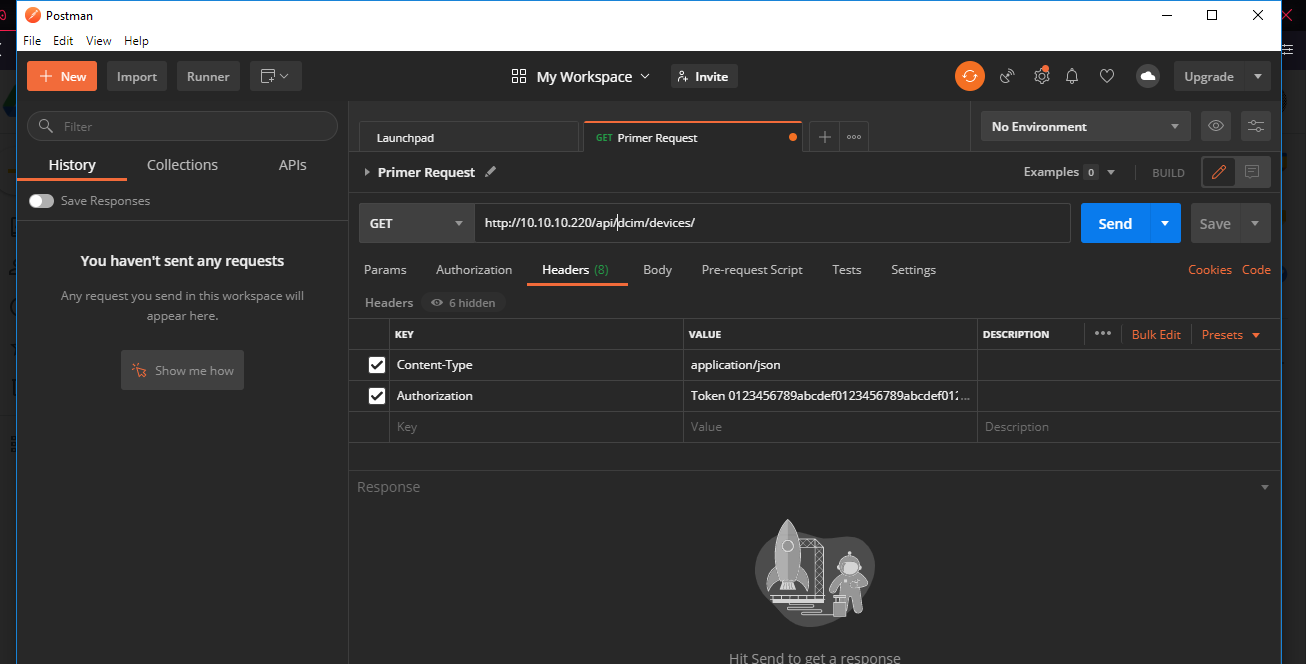 Postman
File Edit View Help
New Import Runner My Workspace Invite Upgrade
Filter
History Collections APIs
Save Responses
You haven't sent any requests
Any request you send in this workspace will
appear here.
Show me how
Launchpad GET Primer Request No Environment
Primer Request Examples 0 BUILD
GET http://10.10.10.220/api/dcim/devices/ Send Save
Params Authorization Headers (8) Body Pre-request Script Tests Settings Cookies Code
Headers 6 hidden
KEY VALUE DESCRIPTION ••• Bulk Edit Presets
Content-Type application/json
Authorization Token 0123456789abcdef0123456789abcdef01: ...
Key Value Description
Response
Hit Send to get a response